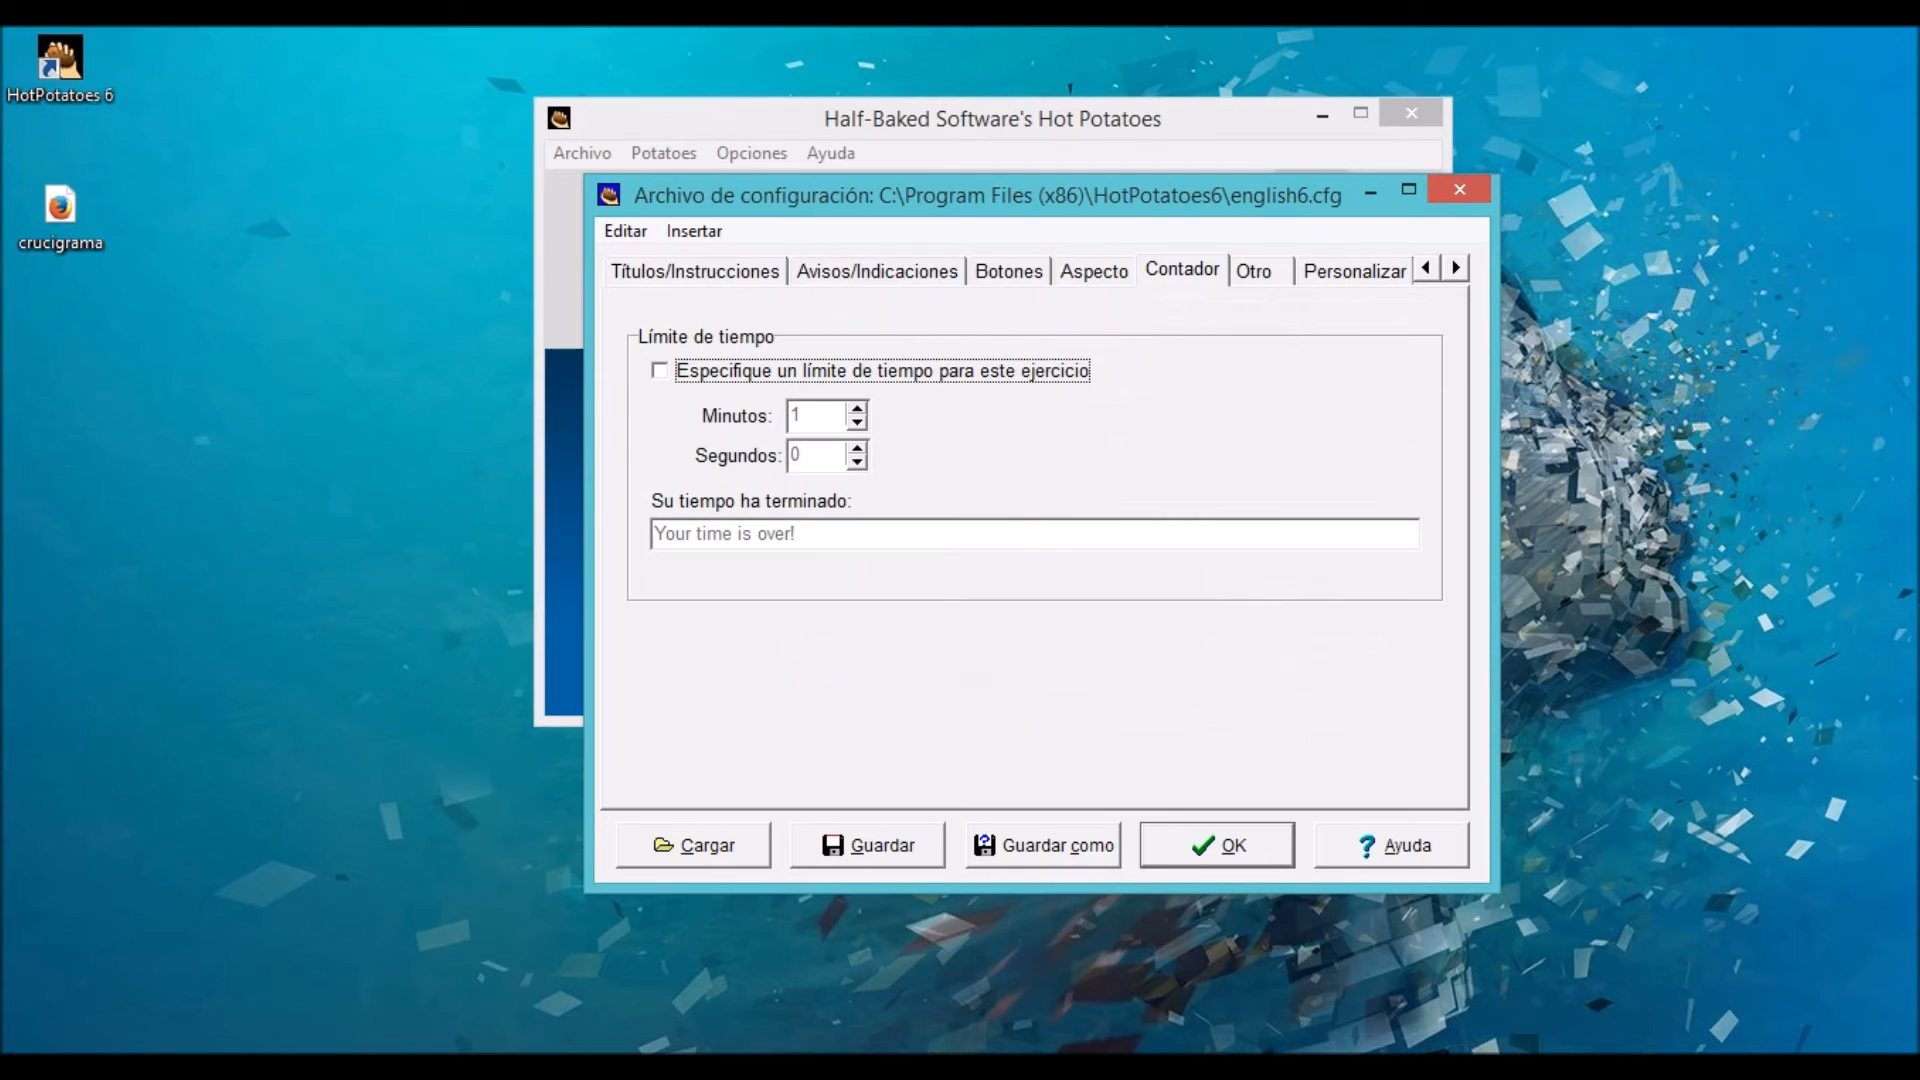 HotPotatoes 6
crucigrama
Half-Baked Software's Hot Potatoes
Archivo Potatoes Opciones Ayuda
Archivo de configuración: C:\Program Files (x86)\HotPotatoes6\english6.cfg
Editar Insertar
Títulos/Instrucciones Avisos/Indicaciones Botones Aspecto Contador Otro Personalizar
Límite de tiempo
Especifique un límite de tiempo para este ejercicio
Minutos: 1
Segundos: 0
Su tiempo ha terminado:
Your time is over!
Cargar Guardar Guardar como OK Ayuda